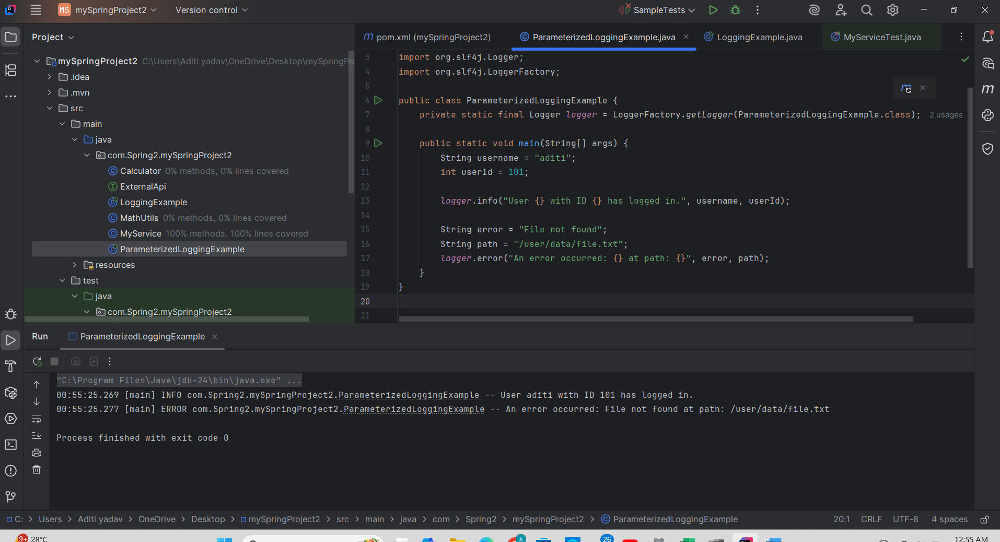 MS mySpringProject2 Version control SampleTests
Project
pom.xml (mySpringProject2) ParameterizedLoggingExample.java LoggingExample.java MyServiceTest.java
mySpringProject2 C:\Users\Aditi yadav\OneDrive\Desktop\mySpringPro
.idea
.mvn
src
main
java
com.Spring2.mySpringProject2
Calculator 0% methods, 0% lines covered
ExternalApi
LoggingExample
MathUtils 0% methods, 0% lines covered
MyService 100% methods, 100% lines covered
ParameterizedLoggingExample
resources
test
java
com.Spring2.mySpringProject2
3 import org.slf4j.Logger;
4 import org.slf4j.LoggerFactory;
5
6 public class ParameterizedLoggingExample {
7 private static final Logger logger = LoggerFactory.getLogger(ParameterizedLoggingExample.class); 2 usages
8
9 public static void main(String[] args) {
10 String username = "aditi";
11 int userId = 101;
12
13 logger.info("User {} with ID {} has logged in.", username, userId);
14
15 String error = "File not found";
16 String path = "/user/data/file.txt";
17 logger.error("An error occurred: {} at path: {}", error, path);
18 }
19 }
20
21
Run ParameterizedLoggingExample
"C:\Program Files\Java\jdk-24\bin\java.exe" ...
00:55:25.269 [main] INFO com.Spring2.mySpringProject2.ParameterizedLoggingExample -- User aditi with ID 101 has logged in.
00:55:25.277 [main] ERROR com.Spring2.mySpringProject2.ParameterizedLoggingExample -- An error occurred: File not found at path: /user/data/file.txt
Process finished with exit code 0
C: > Users > Aditi yadav > OneDrive > Desktop > mySpringProject2 > src > main > java > com > Spring2 > mySpringProject2 > ParameterizedLoggingExample 20:1 CRLF UTF-8 4 spaces
9+ 28°C A 26 12:55 AM